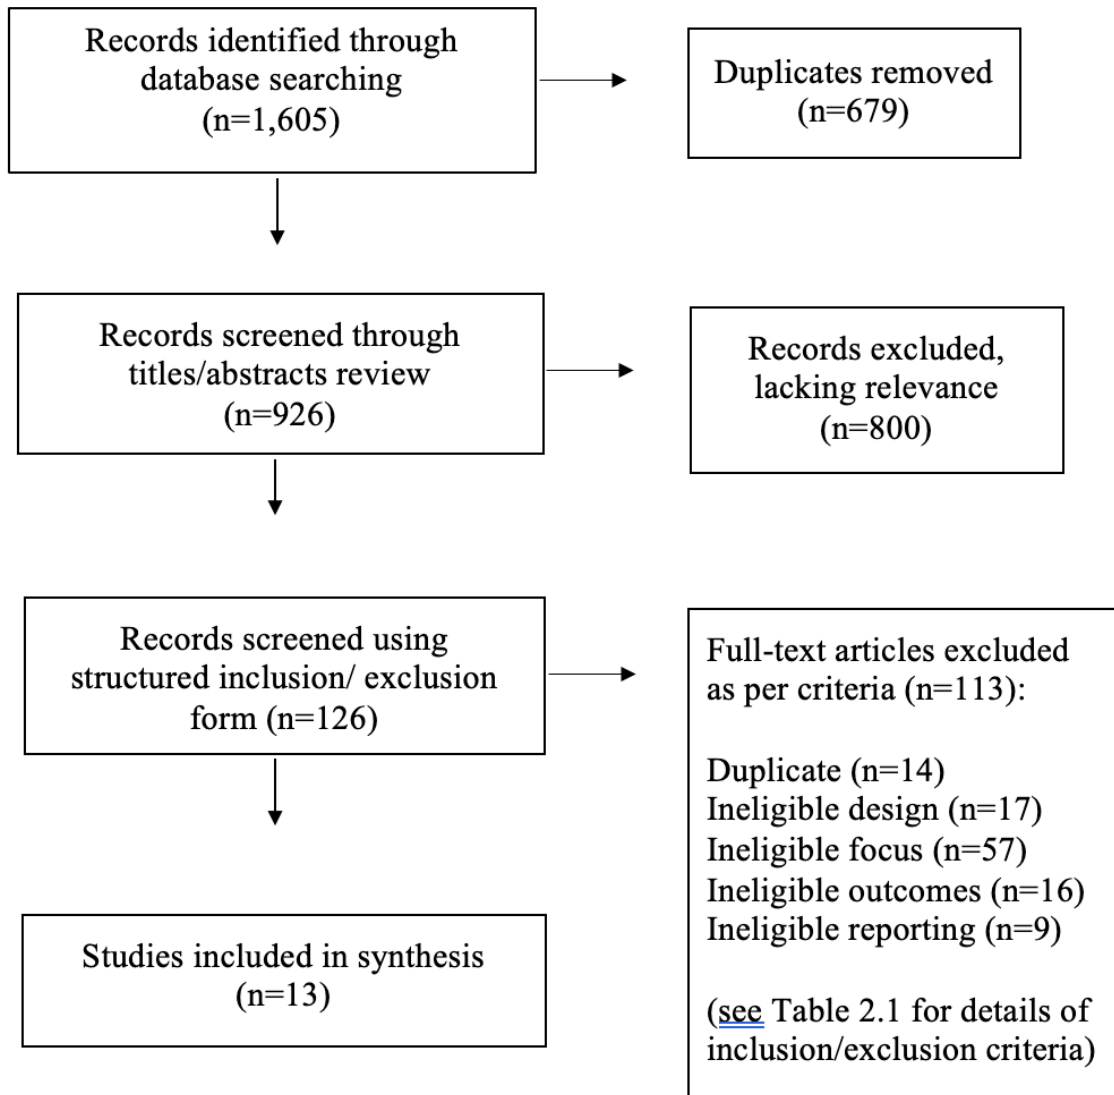 Records identified through
database searching
(n=1,605)
Duplicates removed
(n=679)
Records screened through
titles/abstracts review
(n=926)
Records excluded,
lacking relevance
(n=800)
Records screened using
structured inclusion/ exclusion
form (n=126)
Full-text articles excluded
as per criteria (n=113):
Duplicate (n=14)
Ineligible design (n=17)
Ineligible focus (n=57)
Ineligible outcomes (n=16)
Ineligible reporting (n=9)
(see Table 2.1 for details of
inclusion/exclusion criteria)
Studies included in synthesis
(n=13)